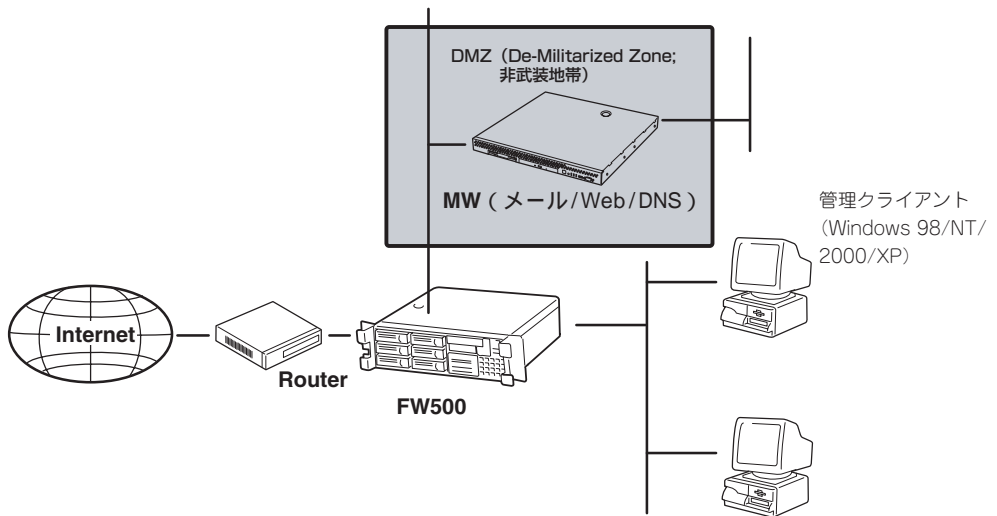 DMZ（De-Militarized Zone;
非武装地帯）
MW（メール/Web/DNS）
管理クライアント
（Windows 98/NT/
2000/XP）
Internet
Router
FW500